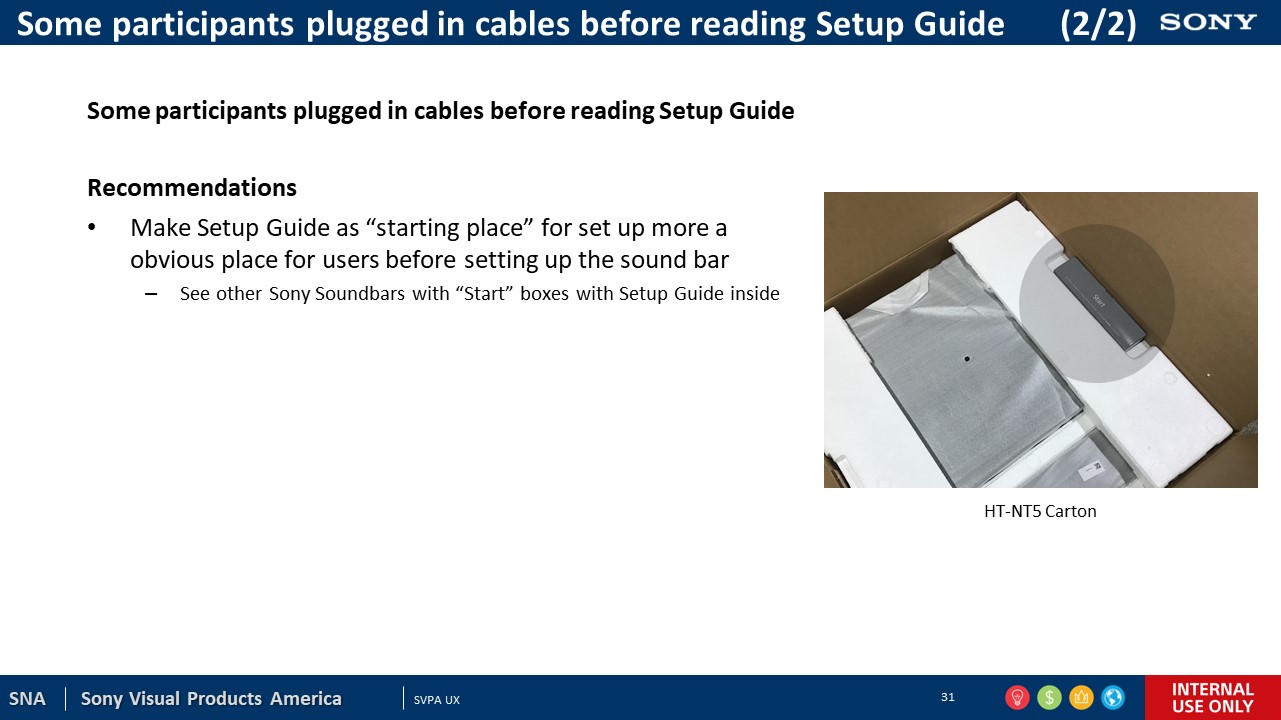 Some participants plugged in cables before reading Setup Guide (2/2) SONY
Some participants plugged in cables before reading Setup Guide
Recommendations
• Make Setup Guide as “starting place” for set up more a
obvious place for users before setting up the sound bar
– See other Sony Soundbars with “Start” boxes with Setup Guide inside
Start
HT-NT5 Carton
SNA Sony Visual Products America SVPA UX 31
INTERNAL
USE ONLY